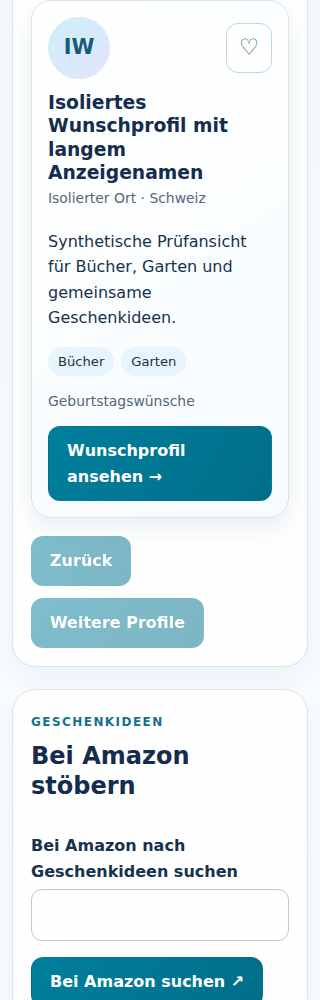 IW
♡
Isoliertes
Wunschprofil mit
langem
Anzeigenamen
Isolierter Ort · Schweiz
Synthetische Prüfansicht
für Bücher, Garten und
gemeinsame
Geschenkideen.
Bücher Garten
Geburtstagswünsche
Wunschprofil
ansehen →
Zurück
Weitere Profile
GESCHENKIDEEN
Bei Amazon
stöbern
Bei Amazon nach
Geschenkideen suchen
Bei Amazon suchen ↗